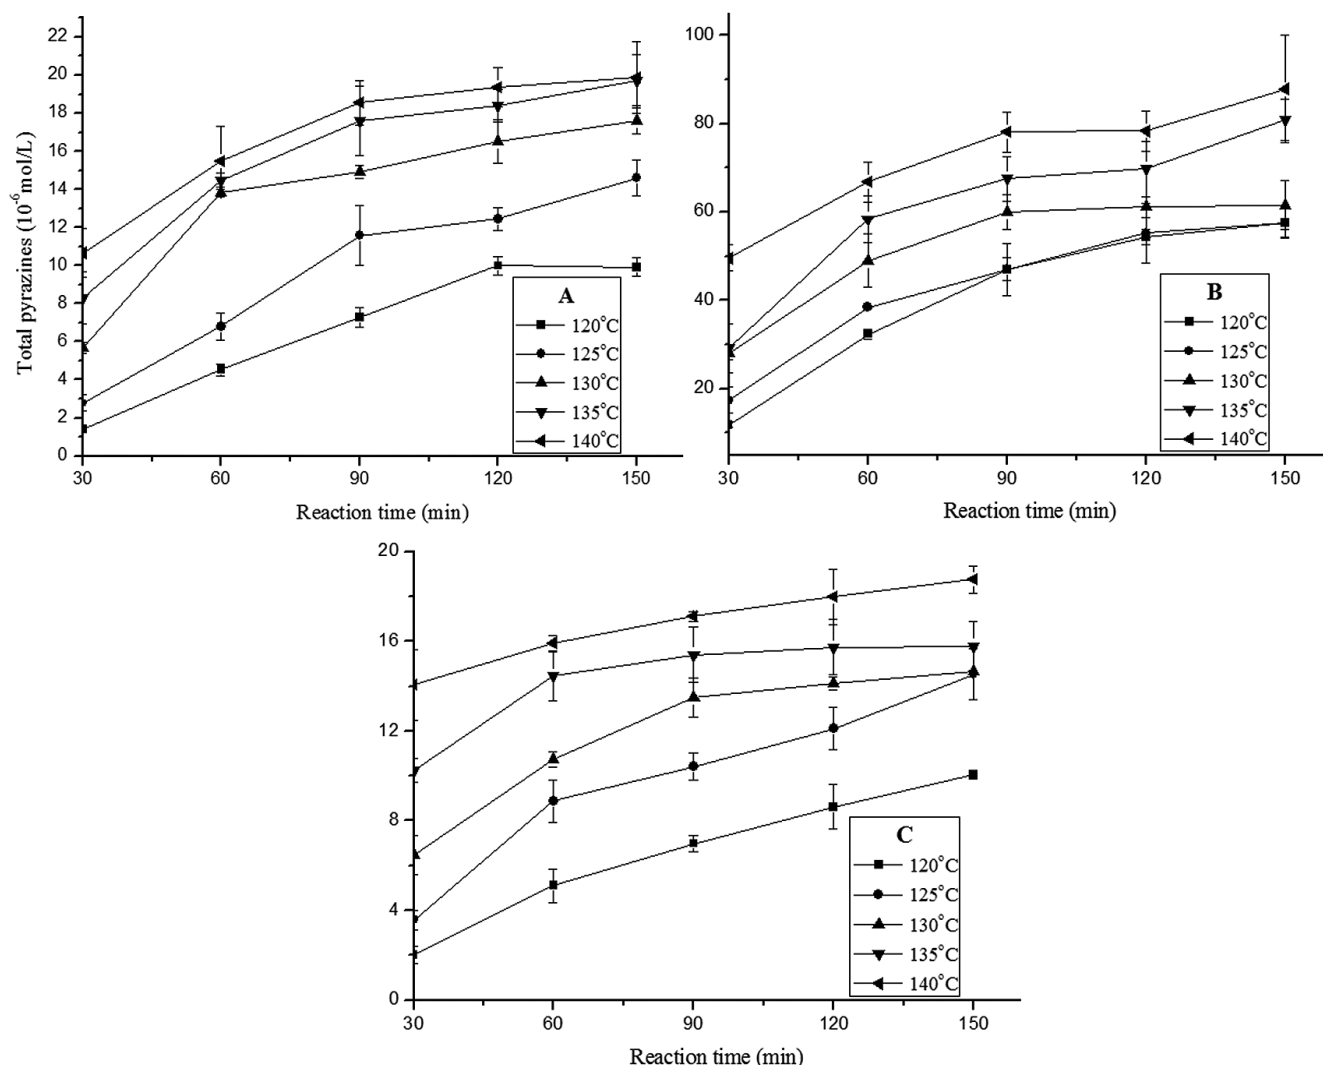 Total pyrazines (10-6mol/L)
22
20
18
16
14
12
10
8
6
4
2
0
30
60
90
120
150
Reaction time (min)
A
120°C
125°C
130°C
135°C
140°C
100
80
60
40
20
30
60
90
120
150
Reaction time (min)
B
120°C
125°C
130°C
135°C
140°C
20
16
12
8
4
0
30
60
90
120
150
Reaction time (min)
C
120°C
125°C
130°C
135°C
140°C